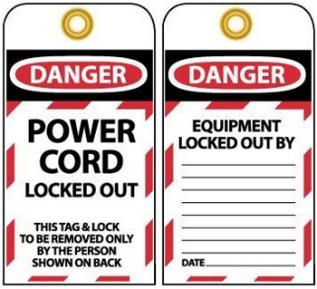 DANGER
POWER
CORD
LOCKED OUT
THIS TAG & LOCK
TO BE REMOVED ONLY
BY THE PERSON
SHOWN ON BACK
DANGER
EQUIPMENT
LOCKED OUT BY
DATE